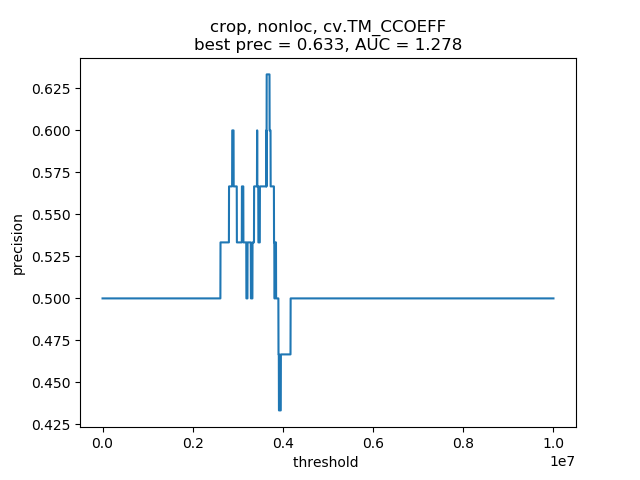 crop, nonloc, cv.TM_CCOEFF
best prec = 0.633, AUC = 1.278
precision
0.625
0.600
0.575
0.550
0.525
0.500
0.475
0.450
0.425
0.0 0.2 0.4 0.6 0.8 1.0
1e7
threshold